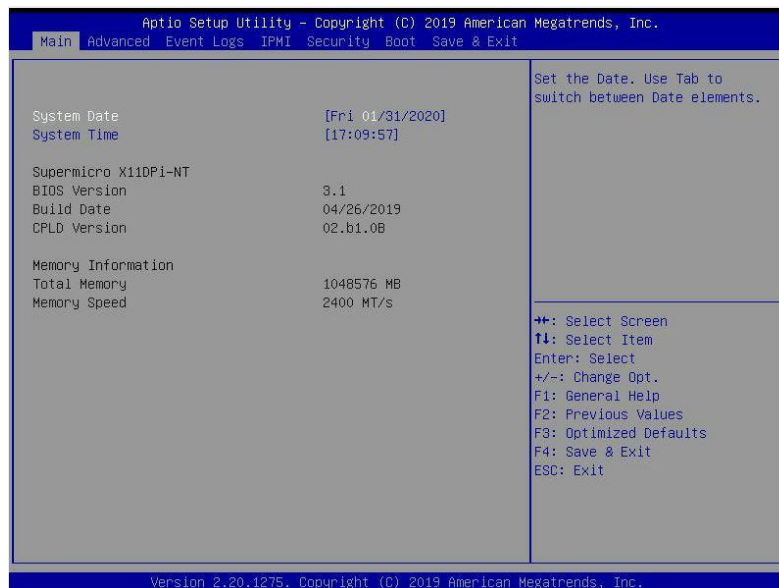 Aptio Setup Utility – Copyright (C) 2019 American Megatrends, Inc.
Main Advanced Event Logs IPMI Security Boot Save & Exit
Set the Date. Use Tab to
switch between Date elements.
System Date [Fri 01/31/2020]
System Time [17:09:57]
Supermicro X11DPi-NT
BIOS Version 3.1
Build Date 04/26/2019
CPLD Version 02.b1.0B
Memory Information
Total Memory 1048576 MB
Memory Speed 2400 MT/s
→←: Select Screen
↑↓: Select Item
Enter: Select
+/-: Change Opt.
F1: General Help
F2: Previous Values
F3: Optimized Defaults
F4: Save & Exit
ESC: Exit
Version 2.20.1275. Copyright (C) 2019 American Megatrends, Inc.